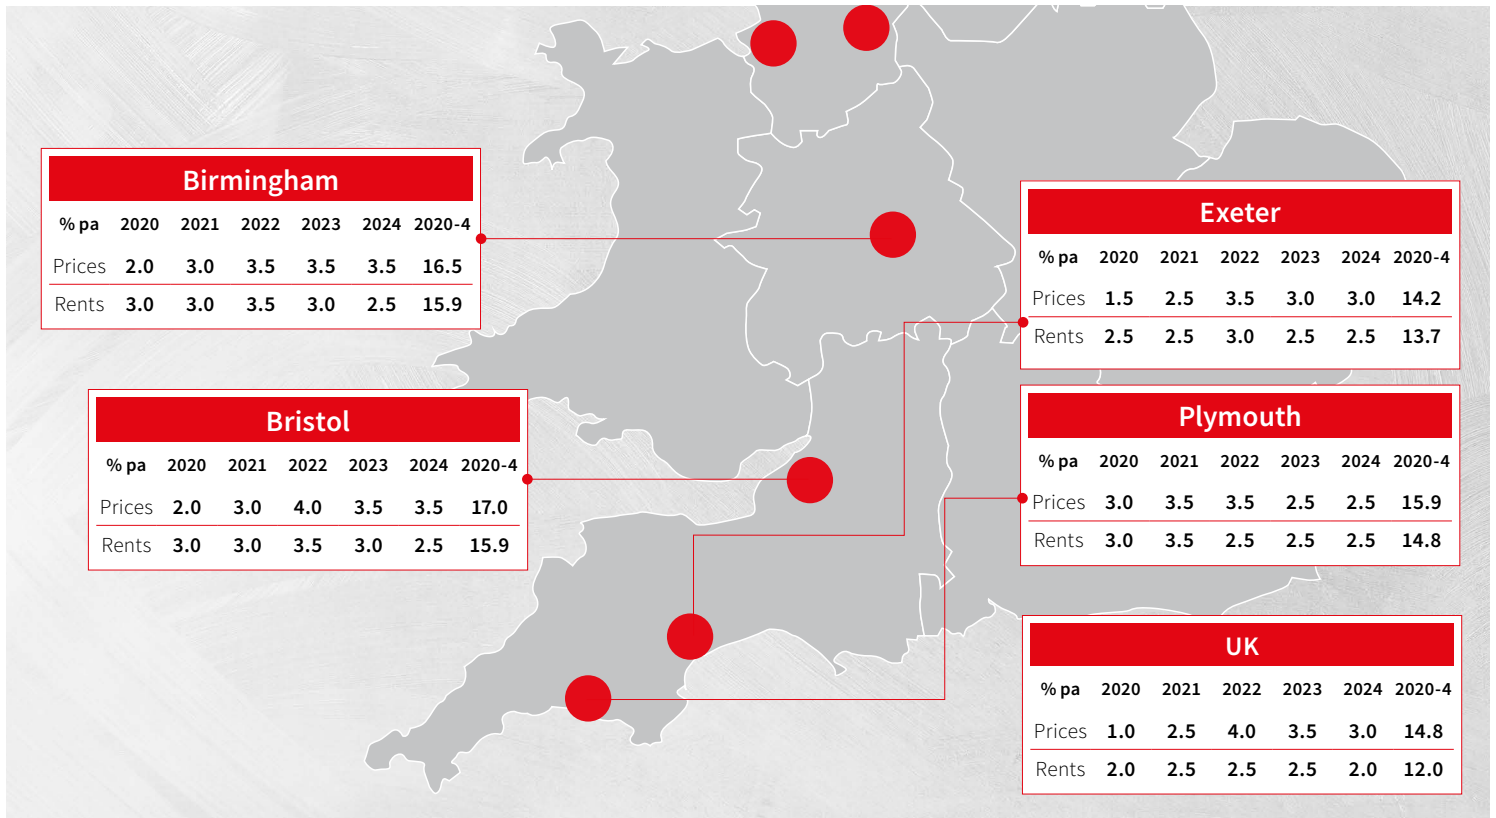 Birmingham
% pa 2020 2021 2022 2023 2024 2020-4
Prices 2.0 3.0 3.5 3.5 3.5 16.5
Rents 3.0 3.0 3.5 3.0 2.5 15.9
Bristol
% pa 2020 2021 2022 2023 2024 2020-4
Prices 2.0 3.0 4.0 3.5 3.5 17.0
Rents 3.0 3.0 3.5 3.0 2.5 15.9
Exeter
% pa 2020 2021 2022 2023 2024 2020-4
Prices 1.5 2.5 3.5 3.0 3.0 14.2
Rents 2.5 2.5 3.0 2.5 2.5 13.7
Plymouth
% pa 2020 2021 2022 2023 2024 2020-4
Prices 3.0 3.5 3.5 2.5 2.5 15.9
Rents 3.0 3.5 2.5 2.5 2.5 14.8
UK
% pa 2020 2021 2022 2023 2024 2020-4
Prices 1.0 2.5 4.0 3.5 3.0 14.8
Rents 2.0 2.5 2.5 2.5 2.0 12.0